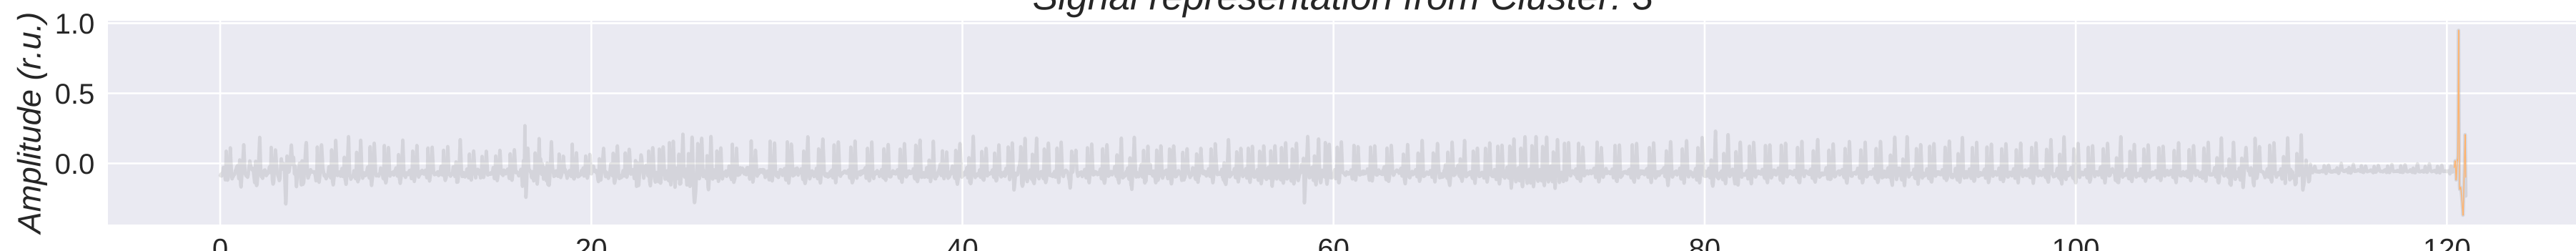 Signal representation from Cluster: 3
Amplitude (r.u.)
1.0
0.5
0.0
0 20 40 60 80 100 120